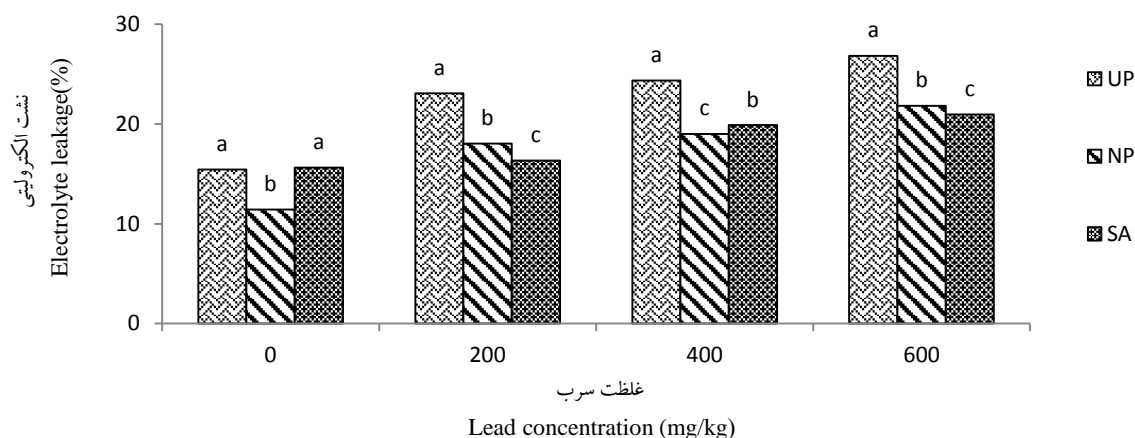 30
20
10
0
نشت الکترولیتی
Electrolyte leakage(%)
a
b
a
a
b
c
a
c
b
a
b
c
0
200
400
600
غلظت سرب
Lead concentration (mg/kg)
UP
NP
SA